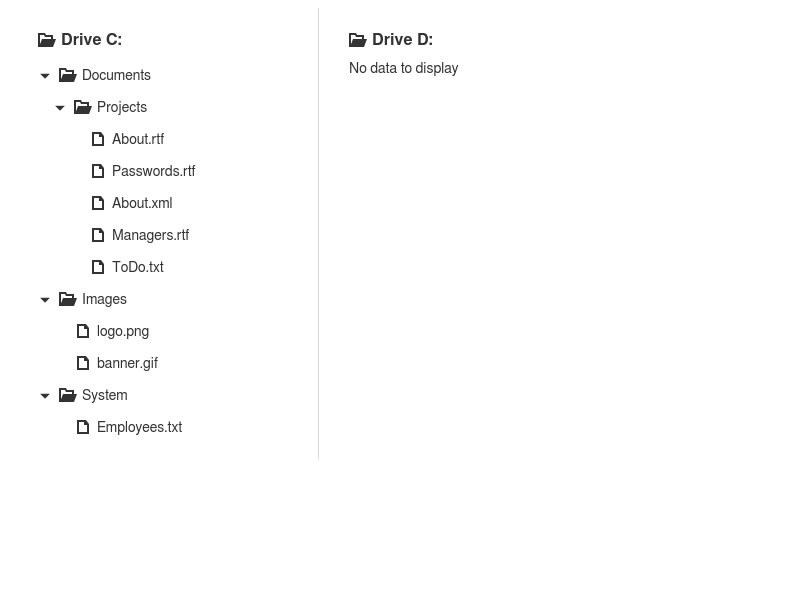 Drive C:
Documents
Projects
About.rtf
Passwords.rtf
About.xml
Managers.rtf
ToDo.txt
Images
logo.png
banner.gif
System
Employees.txt
Drive D:
No data to display